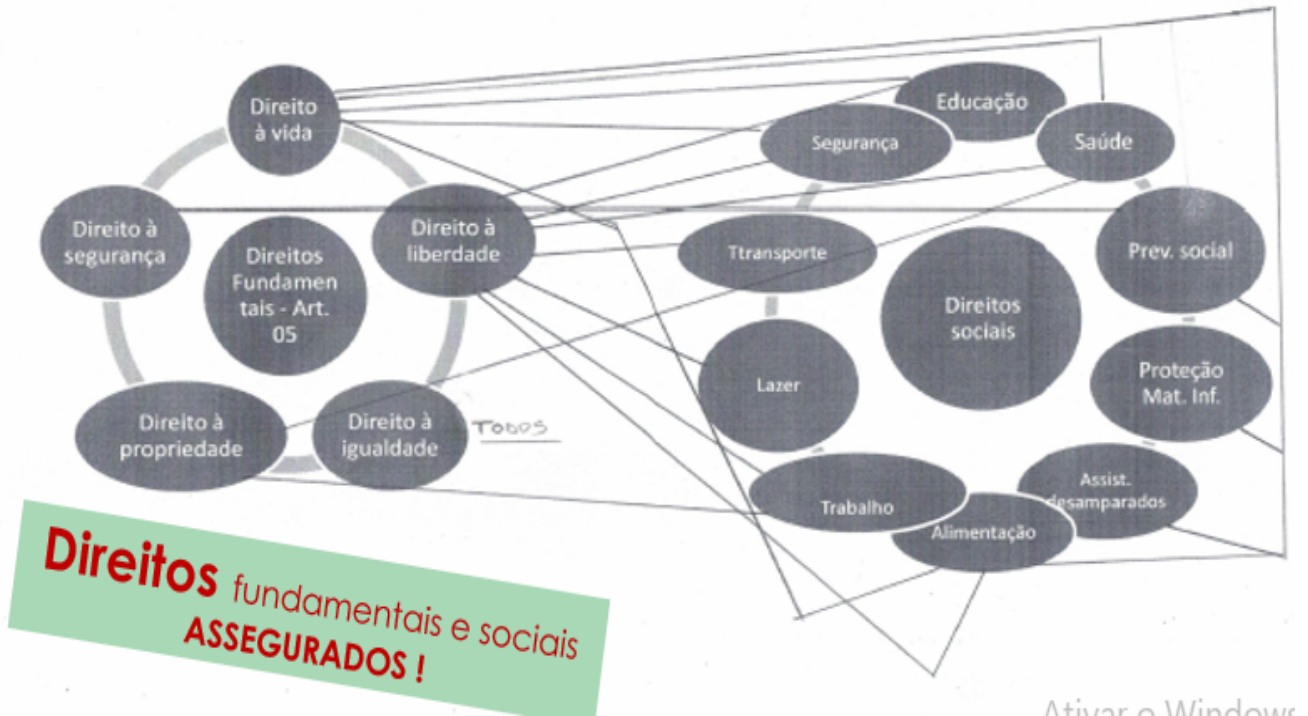 Direito
à vida
Direito à
segurança
Direitos
Fundamen
tais - Art.
05
Direito à
liberdade
Direito à
propriedade
Direito à
igualdade
TODOS
Educação
Segurança
Saúde
Ttransporte
Prev. social
Direitos
sociais
Lazer
Proteção
Mat. Inf.
Trabalho
Assist.
desamparados
Alimentação
Direitos fundamentais e sociais
ASSEGURADOS !
Ativar o Windows